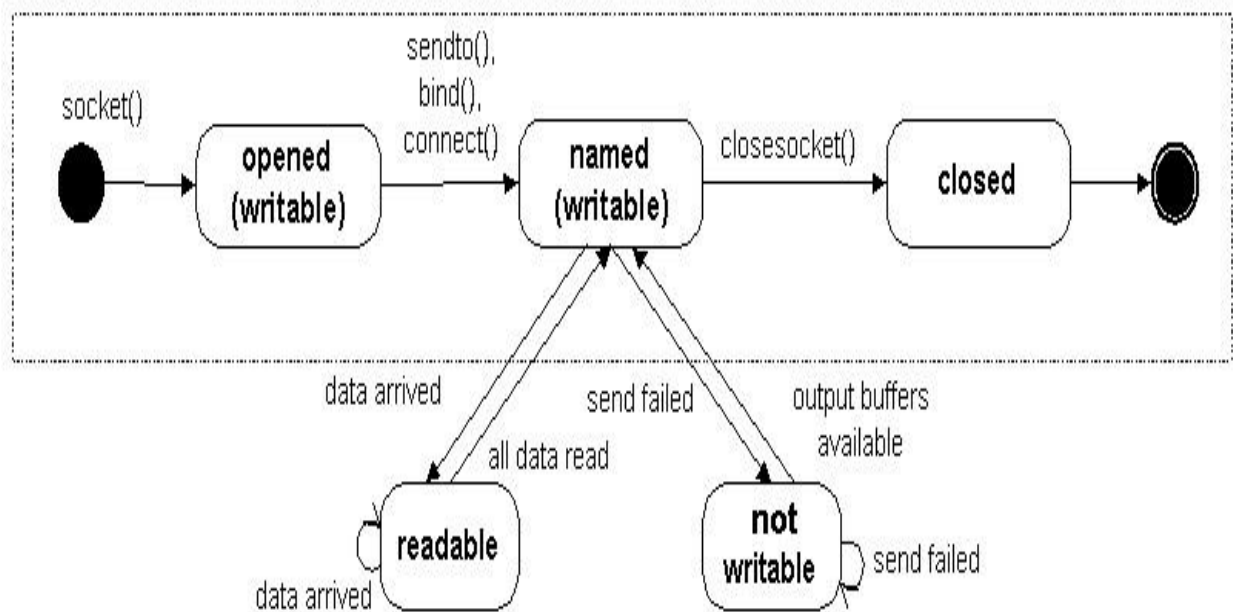 socket()
opened
(writable)
sendto(),
bind(),
connect()
named
(writable)
closesocket()
closed
data arrived
all data read
send failed
output buffers
available
readable
data arrived
not
writable
send failed